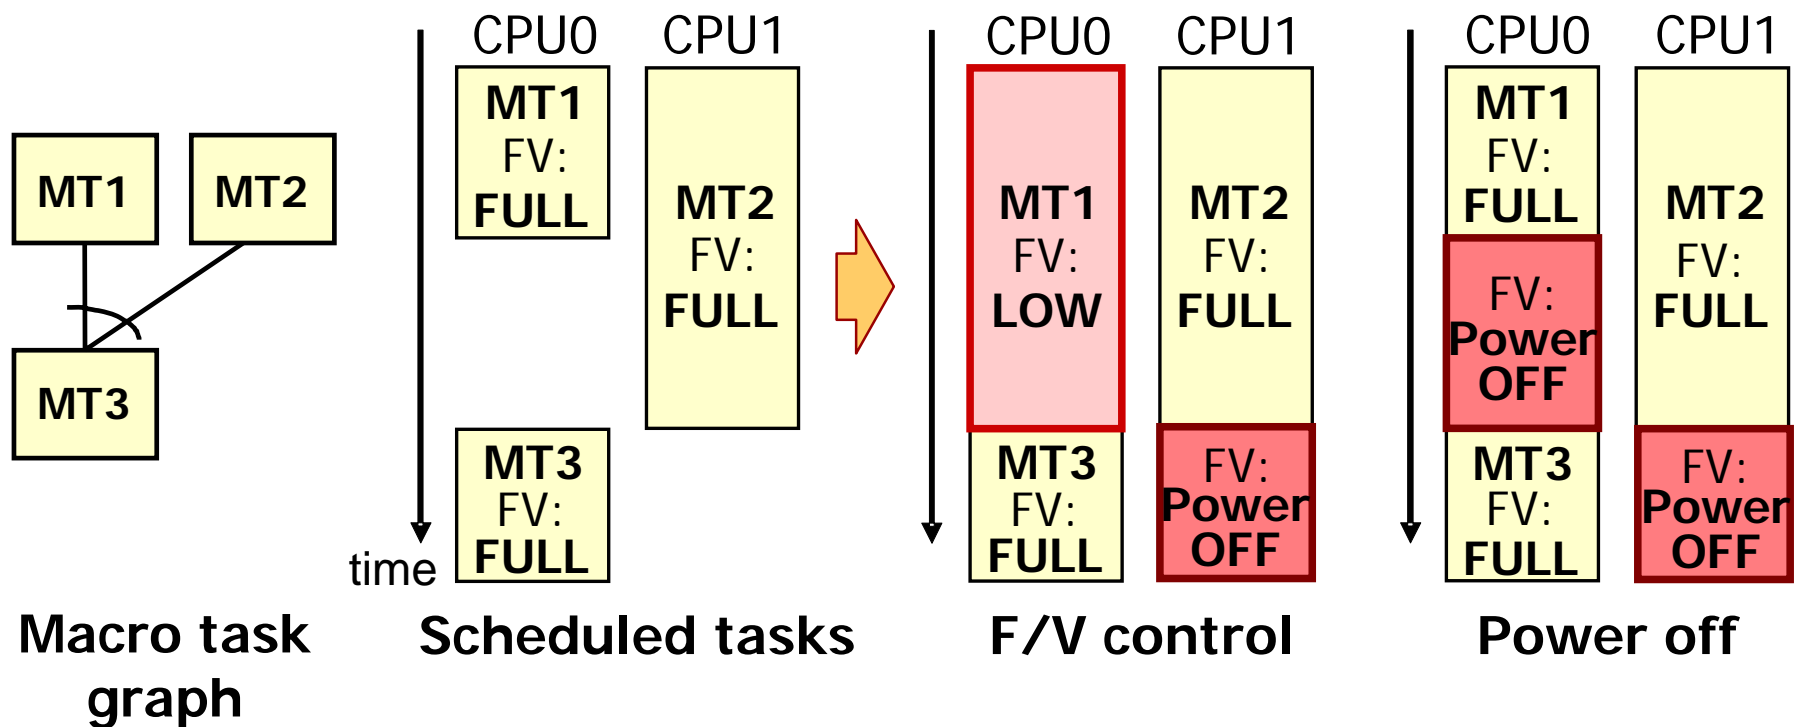 MT1
MT2
MT3
Macro task
graph
CPU0
CPU1
MT1
FV:
FULL
MT2
FV:
FULL
MT3
FV:
FULL
time
Scheduled tasks
CPU0
CPU1
MT1
FV:
LOW
MT2
FV:
FULL
MT3
FV:
FULL
FV:
Power
OFF
F/V control
CPU0
CPU1
MT1
FV:
FULL
FV:
Power
OFF
MT2
FV:
FULL
MT3
FV:
FULL
FV:
Power
OFF
Power off